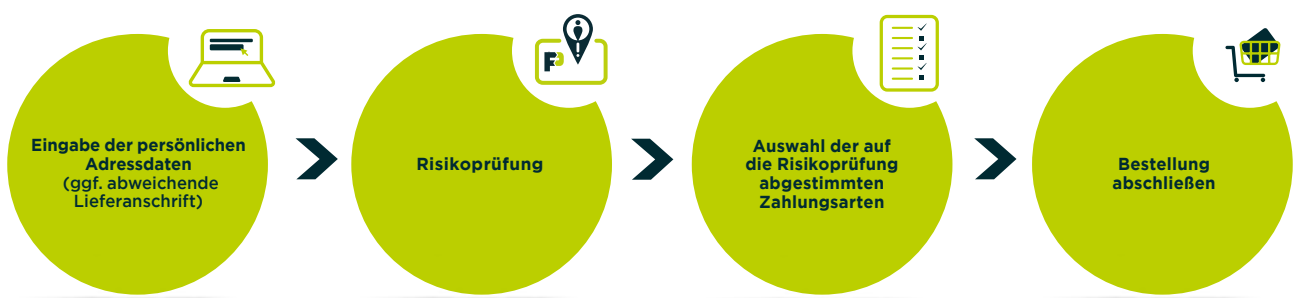 Eingabe der persönlichen
Adressdaten
(ggf. abweichende
Lieferanschrift)
Risikoprüfung
Auswahl der auf
die Risikoprüfung
abgestimmten
Zahlungsarten
Bestellung
abschließen